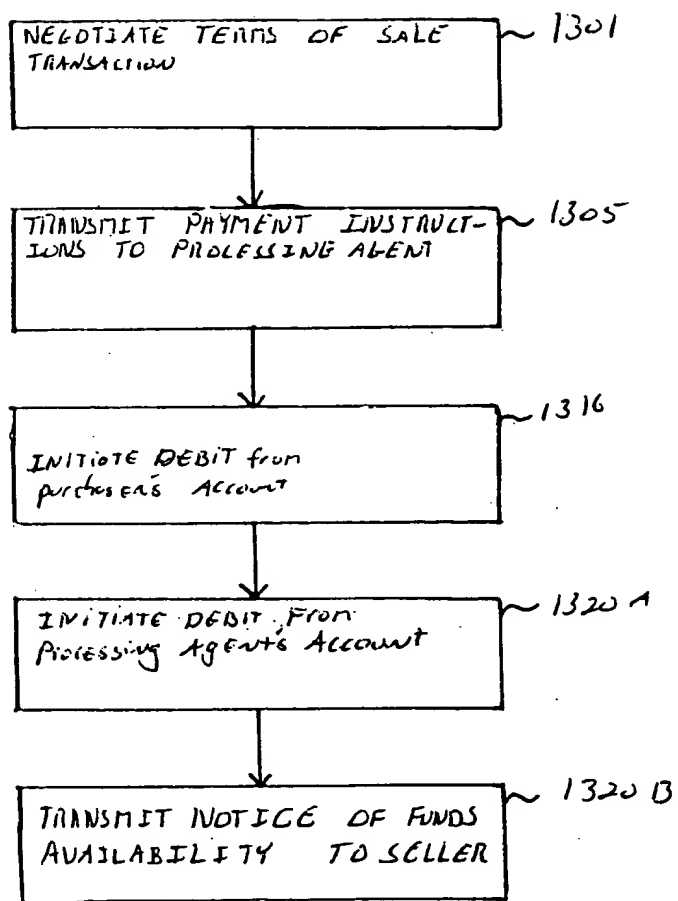 NEGOTIATE TERMS OF SALE
TRANSACTION
1301
TRANSMIT PAYMENT INSTRUCT-
IONS TO PROCESSING AGENT
1305
INITIATE DEBIT from
purchaser's Account
1316
INITIATE DEBIT From
Processing Agent's Account
1320 A
TRANSMIT NOTICE OF FUNDS
AVAILABILITY TO SELLER
1320 B